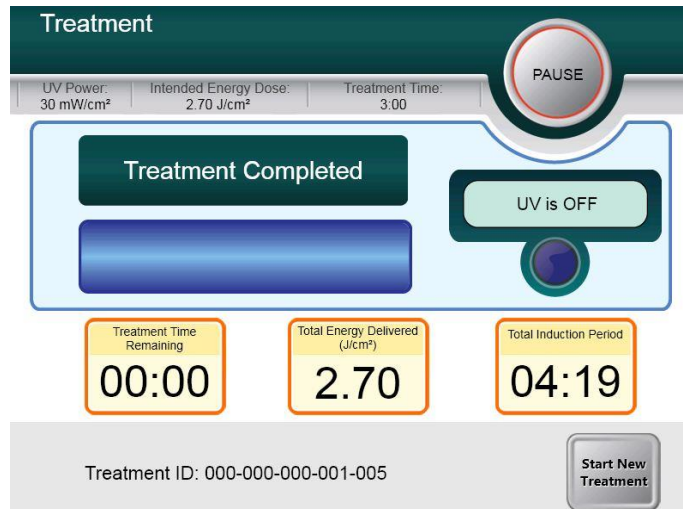 Treatment
PAUSE
UV Power:
30 mW/cm²
Intended Energy Dose:
2.70 J/cm²
Treatment Time:
3:00
Treatment Completed
UV is OFF
Treatment Time
Remaining
00:00
Total Energy Delivered
(J/cm²)
2.70
Total Induction Period
04:19
Treatment ID: 000-000-000-001-005
Start New
Treatment